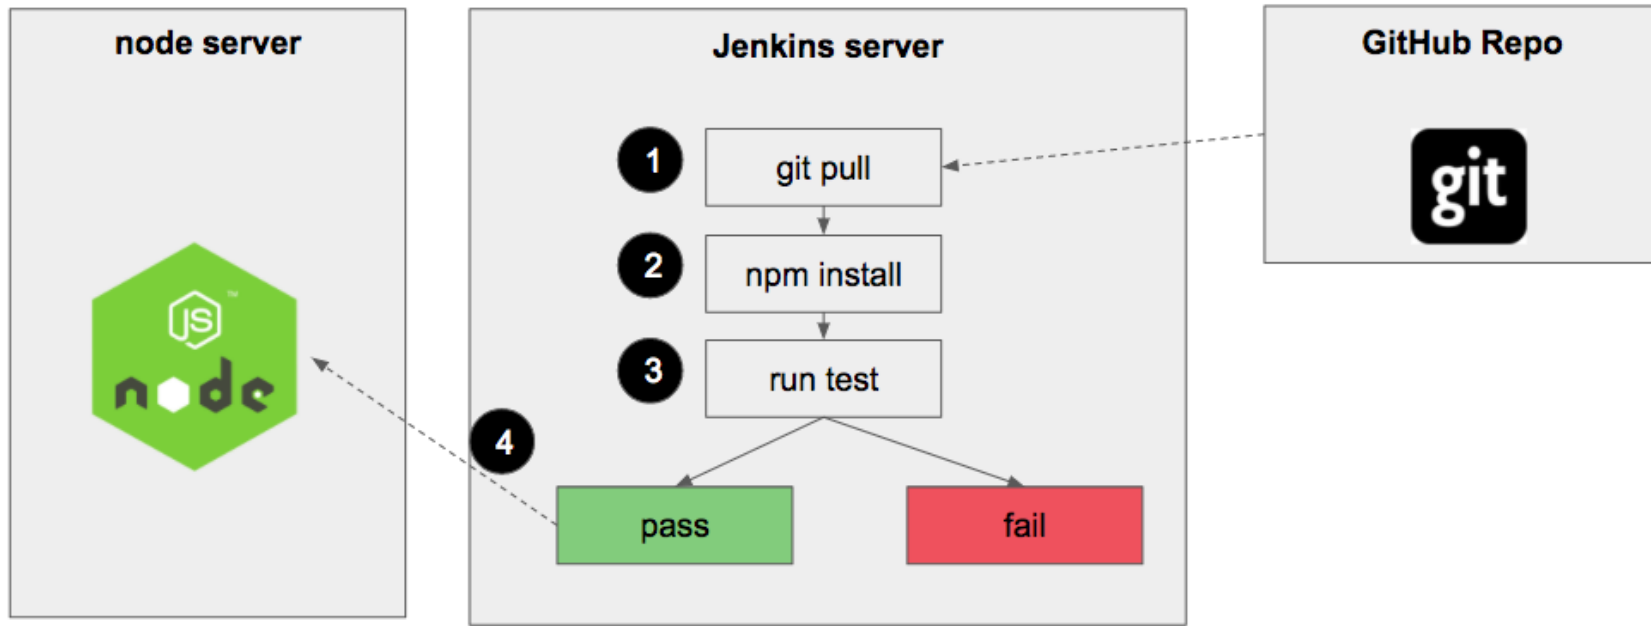 node server
Jenkins server
GitHub Repo
1
git pull
git
2
npm install
JS
TM
node
3
run test
4
pass
fail